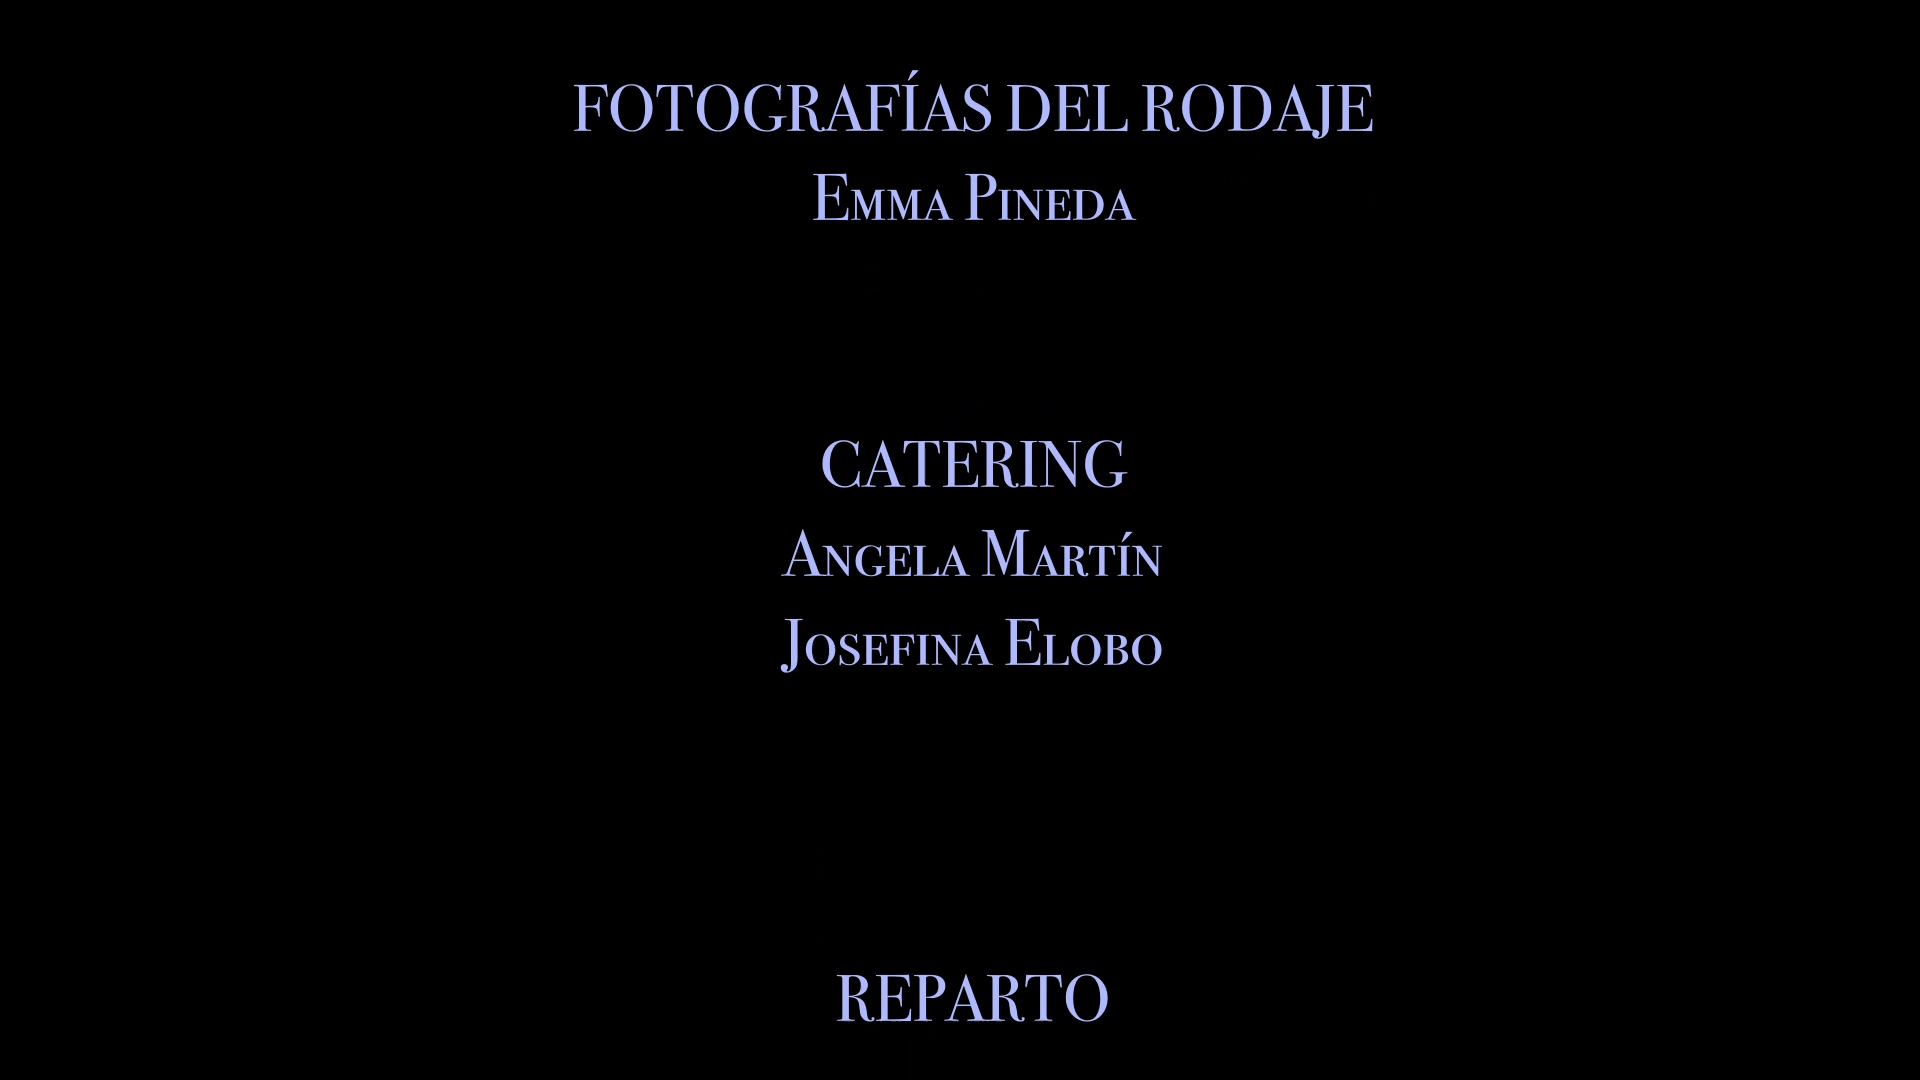 FOTOGRAFÍAS DEL RODAJE
Emma Pineda
CATERING
Angela Martín
Josefina Elobo
REPARTO